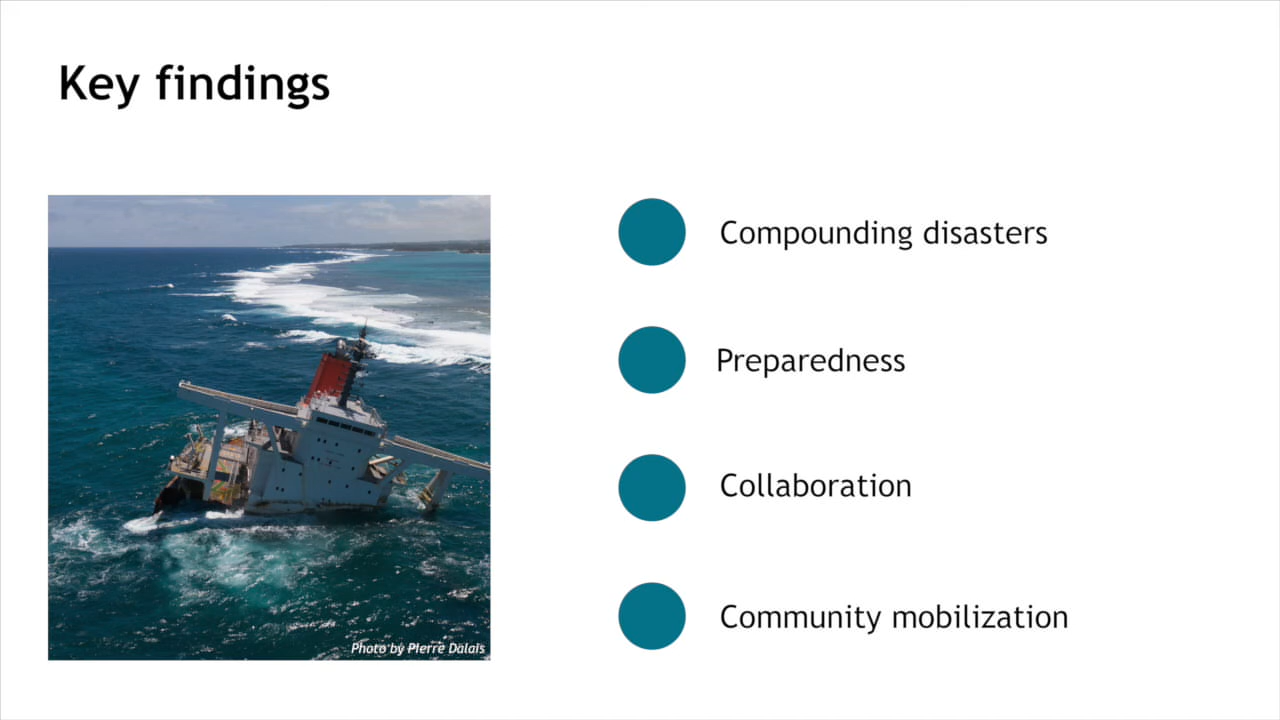 Key findings
Compounding disasters
Preparedness
Collaboration
Community mobilization
Photo by Pierre Dalais